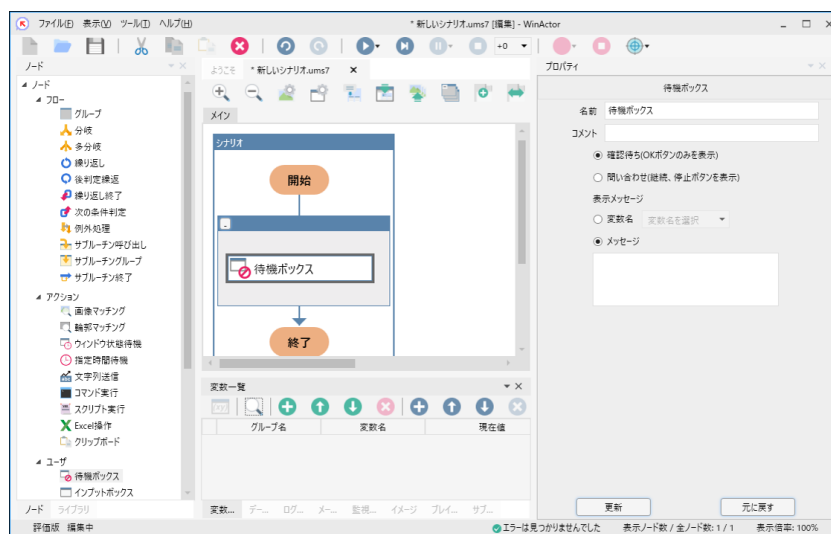 ファイル(F) 表示(V) ツール(T) ヘルプ(H)
* 新しいシナリオ.ums7 [編集] - WinActor
+0
ノード
ようこそ * 新しいシナリオ.ums7
プロパティ
ノード
フロー
グループ
分岐
多分岐
繰り返し
後判定繰返
繰り返し終了
次の条件判定
例外処理
サブルーチン呼び出し
サブルーチングループ
サブルーチン終了
アクション
画像マッチング
輪郭マッチング
ウィンドウ状態待機
指定時間待機
文字列送信
コマンド実行
スクリプト実行
Excel操作
クリップボード
ユーザ
待機ボックス
インプットボックス
ノード ライブラリ
メイン
シナリオ
開始
待機ボックス
終了
変数一覧
グループ名 変数名 現在値
変数... デー... ログ... メー... 監視... イメージ ブレイ... サブ...
待機ボックス
名前 待機ボックス
コメント
確認待ち(OKボタンのみを表示)
問い合わせ(継続、停止ボタンを表示)
表示メッセージ
変数名 変数名を選択
メッセージ
更新 元に戻す
評価版 編集中
エラーは見つかりませんでした 表示ノード数 / 全ノード数: 1 / 1 表示倍率: 100%